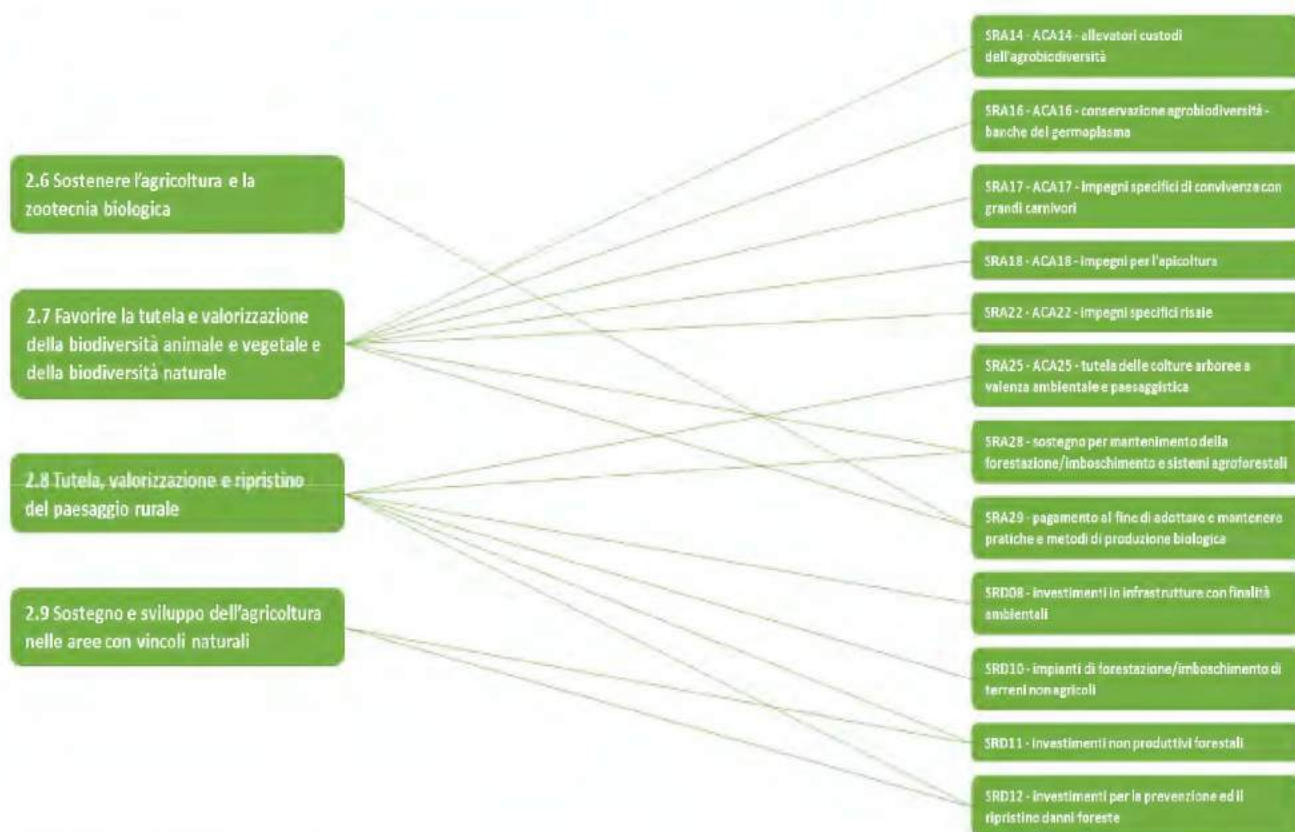 2.6 Sostenere l'agricoltura e la
zootecnia biologica
2.7 Favorire la tutela e valorizzazione
della biodiversità animale e vegetale e
della biodiversità naturale
2.8 Tutela, valorizzazione e ripristino
del paesaggio rurale
2.9 Sostegno e sviluppo dell'agricoltura
nelle aree con vincoli naturali
SRA14 - ACA14 - allevatori custodi
dell'agrobiodiversità
SRA16 - ACA16 - conservazione agrobiodiversità -
banche del germoplasma
SRA17 - ACA17 - impegni specifici di convivenza con
grandi carnivori
SRA18 - ACA18 - impegni per l'apicoltura
SRA22 - ACA22 - impegni specifici risaie
SRA25 - ACA25 - tutela delle colture arboree a
valenza ambientale e paesaggistica
SRA28 - sostegno per mantenimento della
forestazione/imboschimento e sistemi agroforestali
SRA29 - pagamento al fine di adottare e mantenere
pratiche e metodi di produzione biologica
SRD08 - investimenti in infrastrutture con finalità
ambientali
SRD10 - impianti di forestazione/imboschimento di
terreni non agricoli
SRD11 - investimenti non produttivi forestali
SRD12 - investimenti per la prevenzione ed il
ripristino danni foreste